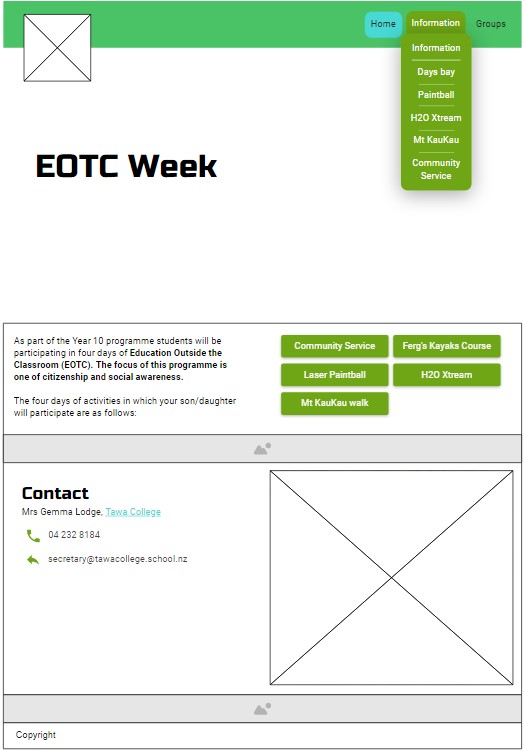 Home
Information
Groups
Information
Days bay
Paintball
H2O Xtream
Mt KauKau
Community
Service
EOTC Week
As part of the Year 10 programme students will be
participating in four days of Education Outside the
Classroom (EOTC). The focus of this programme is
one of citizenship and social awareness.
The four days of activities in which your son/daughter
will participate are as follows:
Community Service
Ferg's Kayaks Course
Laser Paintball
H2O Xtream
Mt KauKau walk
Contact
Mrs Gemma Lodge, Tawa College
04 232 8184
secretary@tawacollege.school.nz
Copyright